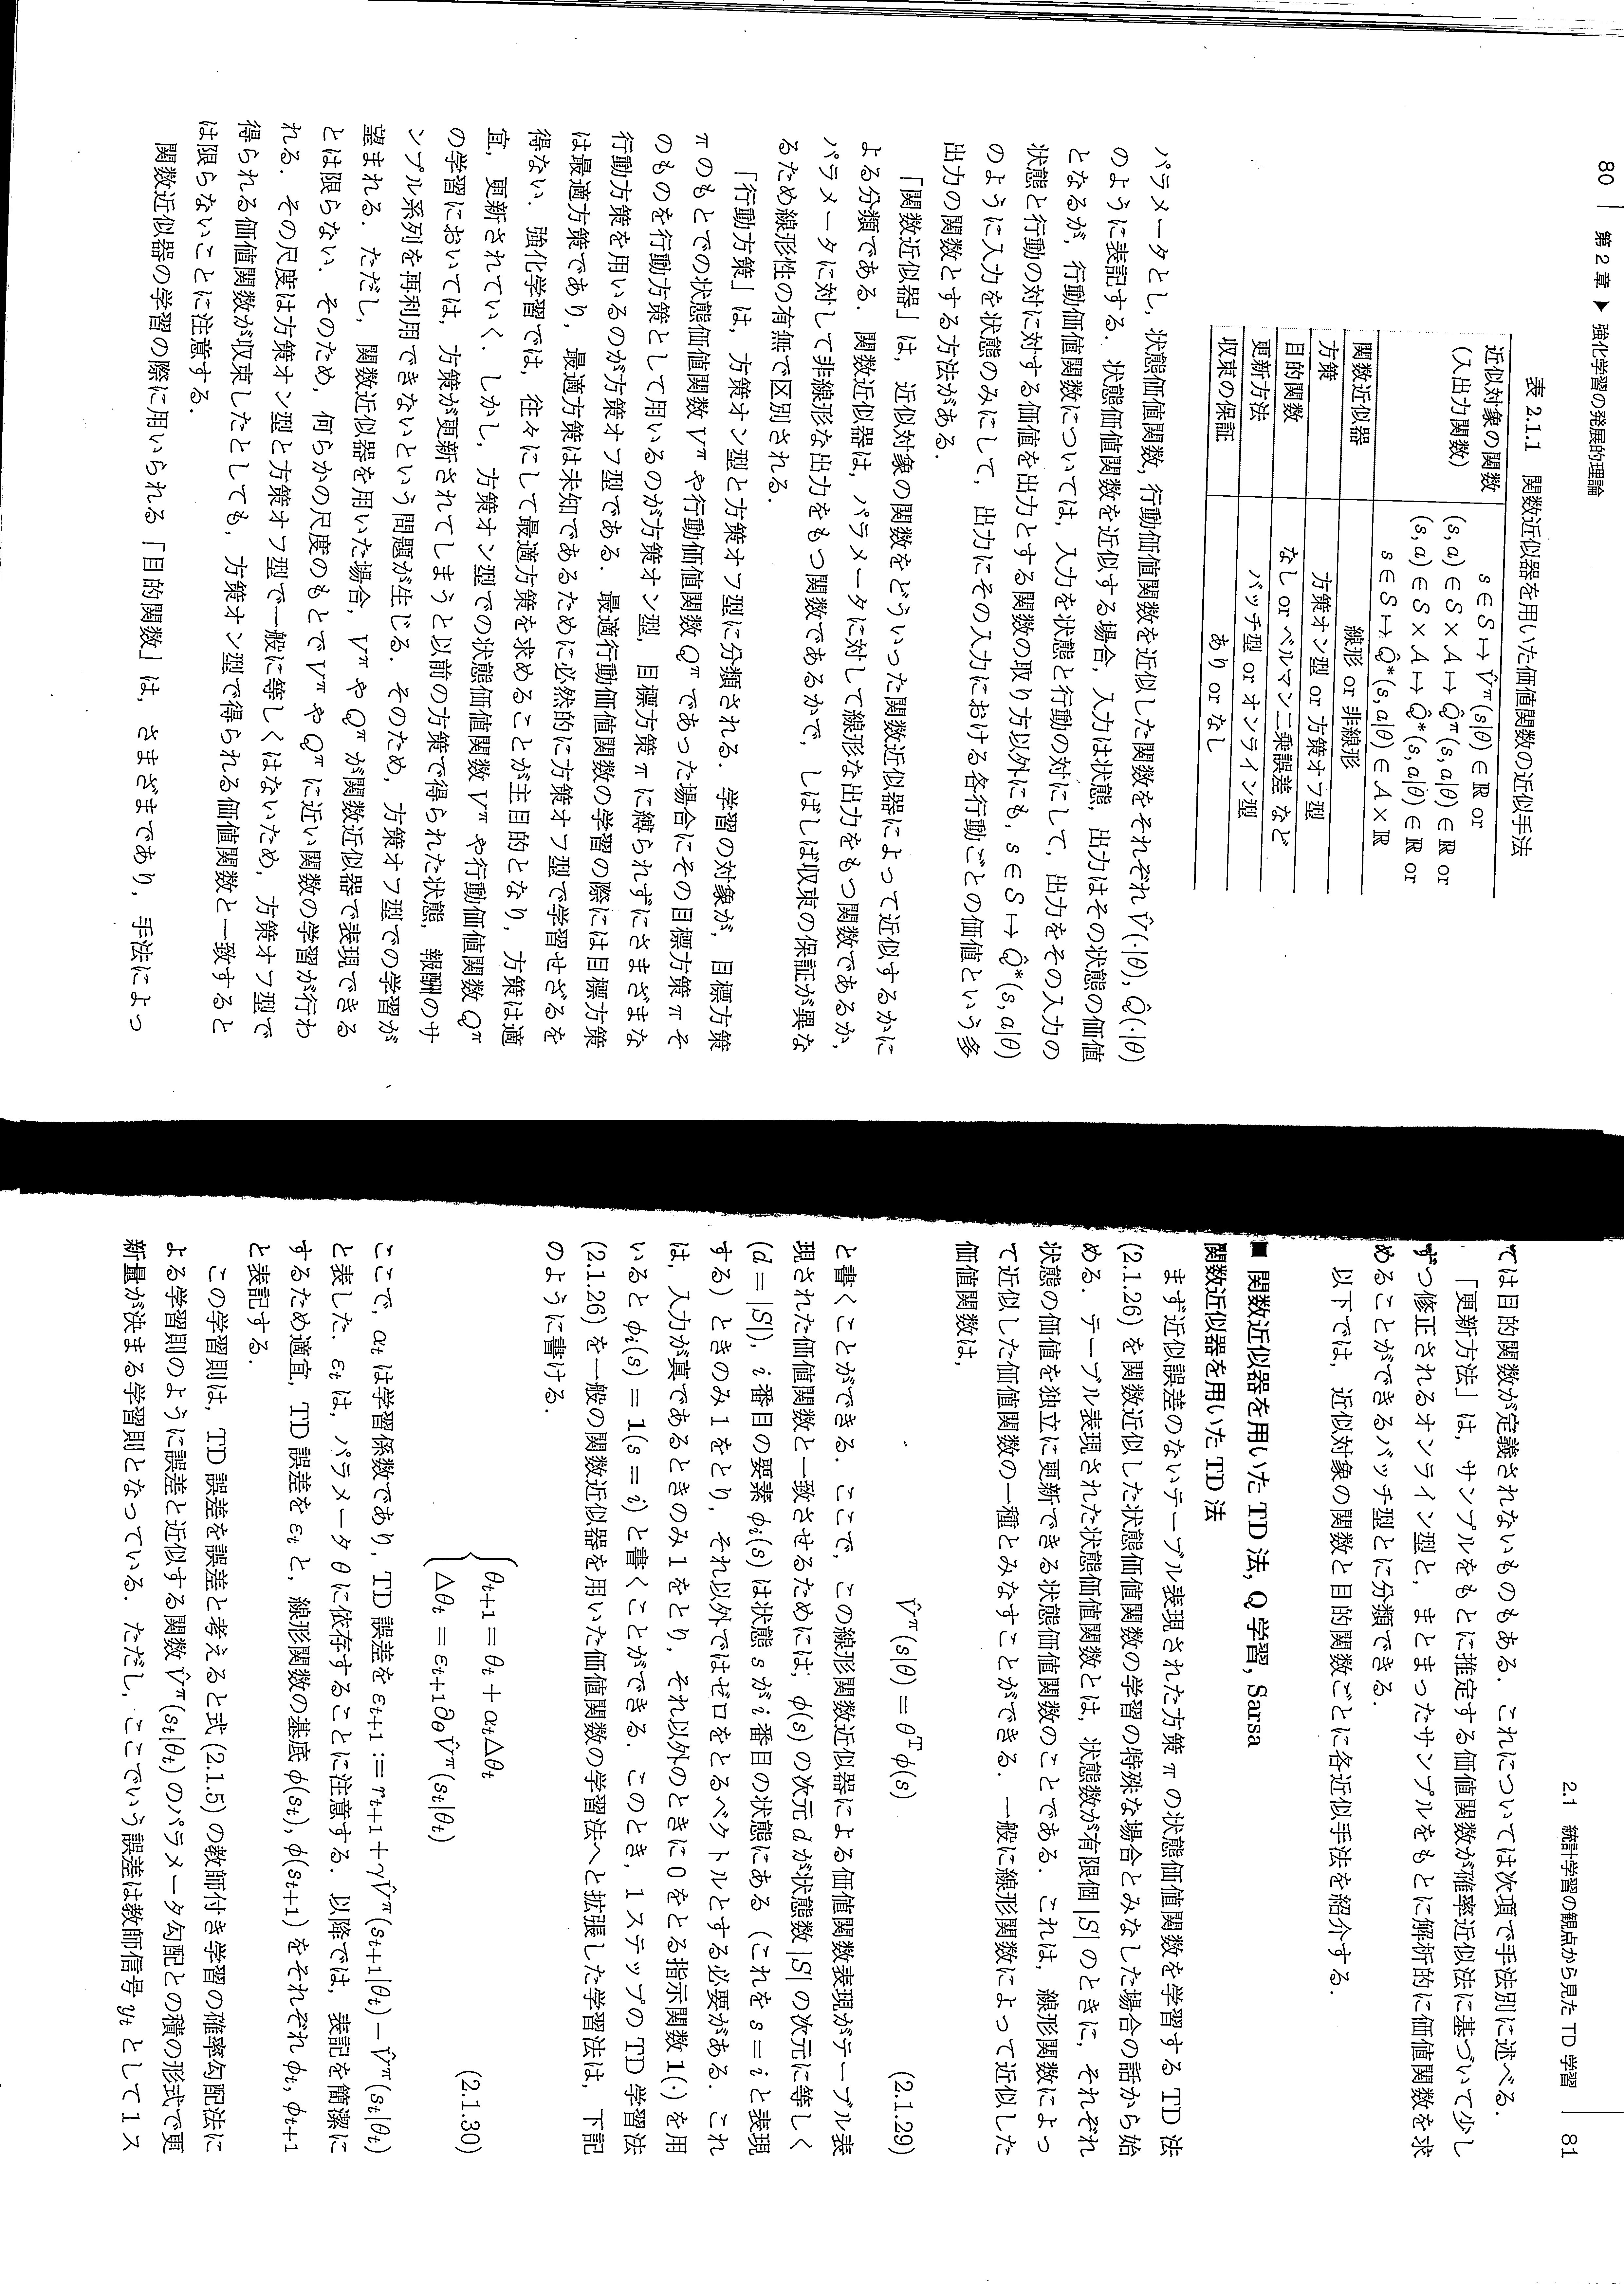 80 | 第 2 章 ▶ 強化学習の発展的理論
表 2.1.1 関数近似器を用いた価値関数の近似手法
近似対象の関数 s ∈ S ↦ V̂^π(s|θ) ∈ ℝ or
(入出力関数) (s, a) ∈ S × A ↦ Q̂^π(s, a|θ) ∈ ℝ or
(s, a) ∈ S × A ↦ Q̂*(s, a|θ) ∈ ℝ or
s ∈ S ↦ Q̂*(s, a|θ) ∈ A × ℝ
関数近似器 線形 or 非線形
方策 方策オン型 or 方策オフ型
目的関数 なし or ベルマン二乗誤差 など
更新方法 バッチ型 or オンライン型
収束の保証 あり or なし
パラメータとし，状態価値関数，行動価値関数を近似した関数をそれぞれ V̂(·|θ), Q̂(·|θ)
のように表記する．状態価値関数を近似する場合，入力は状態，出力はその状態の価値
となるが，行動価値関数については，入力を状態と行動の対にして，出力をその入力の
状態と行動の対に対する価値を出力とする関数の取り方以外にも，s ∈ S ↦ Q̂*(s, a|θ)
のように入力を状態のみにして，出力にその入力における各行動ごとの価値という多
出力の関数とする方法がある．
「関数近似器」は，近似対象の関数をどういった関数近似器によって近似するかに
よる分類である．関数近似器は，パラメータに対して線形な出力をもつ関数であるか，
パラメータに対して非線形な出力をもつ関数であるかで，しばしば収束の保証が異な
るため線形性の有無で区別される．
「行動方策」は，方策オン型と方策オフ型に分類される．学習の対象が，目標方策
π のもとでの状態価値関数 V^π や行動価値関数 Q^π であった場合にその目標方策 π そ
のものを行動方策として用いるのが方策オン型，目標方策 π に縛られずにさまざまな
行動方策を用いるのが方策オフ型である．最適行動価値関数の学習の際には目標方策
は最適方策であり，最適方策は未知であるために必然的に方策オフ型で学習せざるを
得ない．強化学習では，往々にして最適方策を求めることが主目的となり，方策は適
宜，更新されていく．しかし，方策オン型での状態価値関数 V^π や行動価値関数 Q^π
の学習においては，方策が更新されてしまうと以前の方策で得られた状態，報酬のサ
ンプル系列を再利用できないという問題が生じる．そのため，方策オフ型での学習が
望まれる．ただし，関数近似器を用いた場合，V^π や Q^π が関数近似器で表現できる
とは限らない．そのため，何らかの尺度のもとで V^π や Q^π に近い関数の学習が行わ
れる．その尺度は方策オン型と方策オフ型で一般に等しくはないため，方策オフ型で
得られる価値関数が収束したとしても，方策オン型で得られる価値関数と一致すると
は限らないことに注意する．
関数近似器の学習の際に用いられる「目的関数」は，さまざまであり，手法によっ
2.1 統計学習の観点から見た TD 学習 | 81
ては目的関数が定義されないものもある．これについては次項で手法別に述べる．
「更新方法」は，サンプルをもとに推定する価値関数が確率近似法に基づいて少し
ずつ修正されるオンライン型と，まとまったサンプルをもとに解析的に価値関数を求
めることができるバッチ型とに分類できる．
以下では，近似対象の関数と目的関数ごとに各近似手法を紹介する．
■ 関数近似器を用いた TD 法, Q 学習, Sarsa
関数近似器を用いた TD 法
まず近似誤差のないテーブル表現された方策 π の状態価値関数を学習する TD 法
(2.1.26) を関数近似した状態価値関数の学習の特殊な場合とみなした場合の話から始
める．テーブル表現された状態価値関数とは，状態数が有限個 |S| のときに，それぞれ
状態の価値を独立に更新できる状態価値関数のことである．これは，線形関数によっ
て近似した価値関数の一種とみなすことができる．一般に線形関数によって近似した
価値関数は，
V̂^π(s|θ) = θ^T φ(s) (2.1.29)
と書くことができる．ここで，この線形関数近似器による価値関数表現がテーブル表
現された価値関数と一致させるためには，φ(s) の次元 d が状態数 |S| の次元に等しく
(d = |S|)，i 番目の要素 φ_i(s) は状態 s が i 番目の状態にある（これを s = i と表現
する）ときのみ 1 をとり，それ以外ではゼロをとるベクトルとする必要がある．これ
は，入力が真であるときのみ 1 をとり，それ以外のときに 0 をとる指示関数 1(·) を用
いると φ_i(s) = 1(s = i) と書くことができる．このとき，1 ステップの TD 学習法
(2.1.26) を一般の関数近似器を用いた価値関数の学習法へと拡張した学習法は，下記
のように書ける．
θ_{t+1} = θ_t + α_t Δθ_t
Δθ_t = ε_{t+1} ∂_θ V̂^π(s_t|θ_t) (2.1.30)
ここで，α_t は学習係数であり，TD 誤差を ε_{t+1} := r_{t+1} + γV̂^π(s_{t+1}|θ_t) − V̂^π(s_t|θ_t)
と表した．ε_t は，パラメータ θ に依存することに注意する．以降では，表記を簡潔に
するため適宜，TD 誤差を ε_t と，線形関数の基底 φ(s_t), φ(s_{t+1}) をそれぞれ φ_t, φ_{t+1}
と表記する．
この学習則は，TD 誤差を誤差と考えると式 (2.1.5) の教師付き学習の確率勾配法に
よる学習則のように誤差と近似する関数 V̂^π(s_t|θ_t) のパラメータ勾配との積の形式で更
新量が決まる学習則となっている．ただし，ここでいう誤差は教師信号 y_t として 1 ス